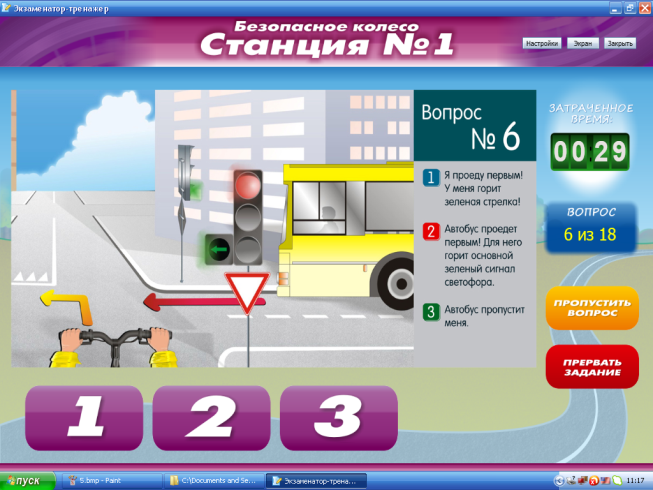 Экзаменатор-тренажер
Безопасное колесо
Станция №1
Настройки
Экран
Закрыть
Вопрос
№ 6
1 Я проеду первым!
У меня горит
зеленая стрелка!
2 Автобус проедет
первым! Для него
горит основной
зеленый сигнал
светофора.
3 Автобус пропустит
меня.
ЗАТРАЧЕННОЕ
ВРЕМЯ:
00:29
ВОПРОС
6 из 18
ПРОПУСТИТЬ
ВОПРОС
ПРЕРВАТЬ
ЗАДАНИЕ
1 2 3
пуск
5.bmp - Paint
C:\Documents and Se...
Экзаменатор-трена...
11:17